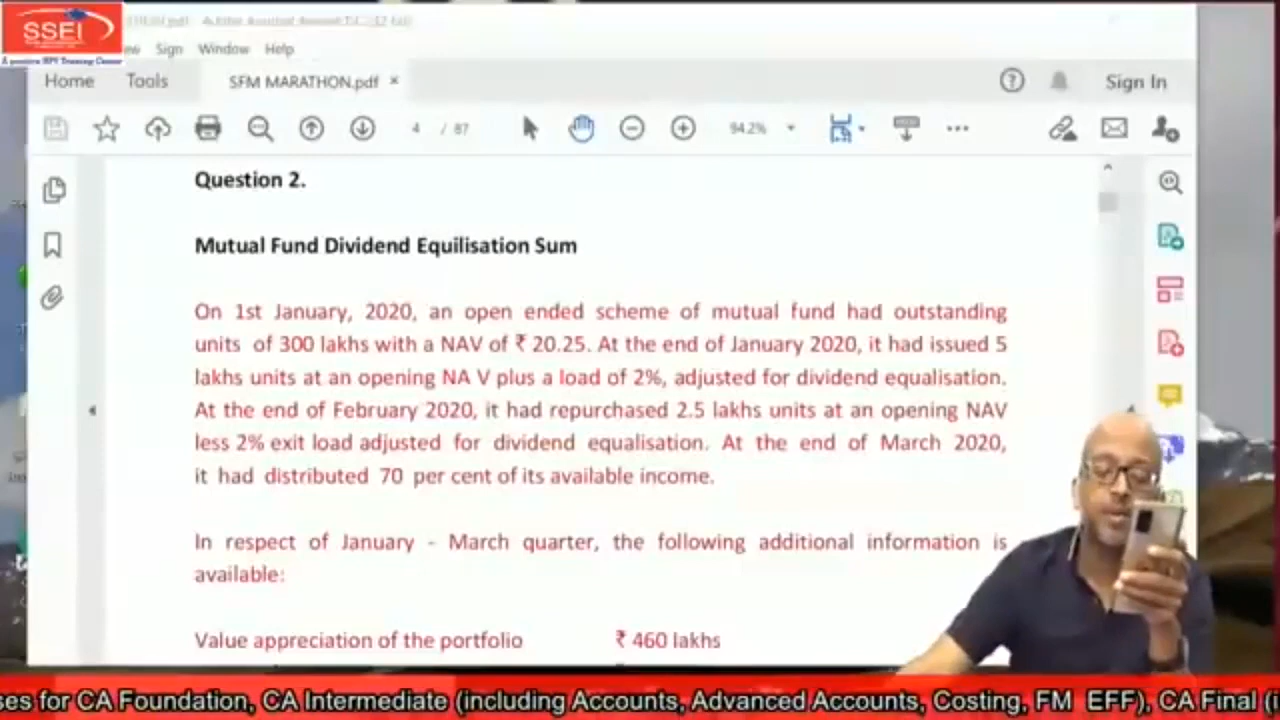 SSEI
Sign Window Help
Home Tools SFM MARATHON.pdf × Sign In
4 / 87 94.2%
Question 2.
Mutual Fund Dividend Equilisation Sum
On 1st January, 2020, an open ended scheme of mutual fund had outstanding
units of 300 lakhs with a NAV of ₹ 20.25. At the end of January 2020, it had issued 5
lakhs units at an opening NA V plus a load of 2%, adjusted for dividend equalisation.
At the end of February 2020, it had repurchased 2.5 lakhs units at an opening NAV
less 2% exit load adjusted for dividend equalisation. At the end of March 2020,
it had distributed 70 per cent of its available income.
In respect of January - March quarter, the following additional information is
available:
Value appreciation of the portfolio ₹ 460 lakhs
ses for CA Foundation, CA Intermediate (including Accounts, Advanced Accounts, Costing, FM EFF), CA Final (i